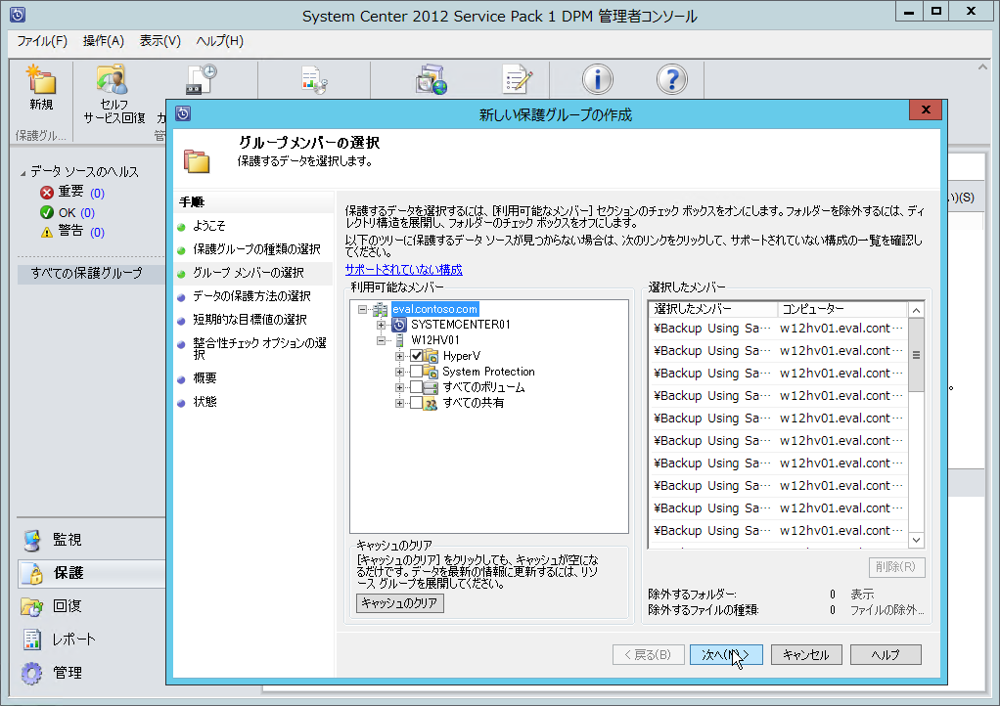 System Center 2012 Service Pack 1 DPM 管理者コンソール
ファイル(F) 操作(A) 表示(V) ヘルプ(H)
新規
セルフ
サービス回復
保護グル...
データ ソースのヘルス
重要 (0)
OK (0)
警告 (0)
すべての保護グループ
監視
保護
回復
レポート
管理
い)(S)
新しい保護グループの作成
グループ メンバーの選択
保護するデータを選択します。
手順
ようこそ
保護グループの種類の選択
グループ メンバーの選択
データの保護方法の選択
短期的な目標値の選択
整合性チェック オプションの選
択
概要
状態
保護するデータを選択するには、[利用可能なメンバー] セクションのチェック ボックスをオンにします。フォルダーを除外するには、ディ
レクトリ構造を展開し、フォルダーのチェック ボックスをオフにします。
以下のツリーに保護するデータ ソースが見つからない場合は、次のリンクをクリックして、サポートされていない構成の一覧を確認し
てください。
サポートされていない構成
利用可能なメンバー
eval.contoso.com
SYSTEMCENTER01
W12HV01
HyperV
System Protection
すべてのボリューム
すべての共有
キャッシュのクリア
[キャッシュのクリア] をクリックしても、キャッシュが空にな
るだけです。データを最新の情報に更新するには、リソ
ース グループを展開してください。
キャッシュのクリア
選択したメンバー
選択したメンバー コンピューター
¥Backup Using Sa… w12hv01.eval.cont…
¥Backup Using Sa… w12hv01.eval.cont…
¥Backup Using Sa… w12hv01.eval.cont…
¥Backup Using Sa… w12hv01.eval.cont…
¥Backup Using Sa… w12hv01.eval.cont…
¥Backup Using Sa… w12hv01.eval.cont…
¥Backup Using Sa… w12hv01.eval.cont…
¥Backup Using Sa… w12hv01.eval.cont…
¥Backup Using Sa… w12hv01.eval.cont…
¥Backup Using Sa… w12hv01.eval.cont…
削除(R)
除外するフォルダー: 0 表示
除外するファイルの種類: 0 ファイルの除外...
< 戻る(B) 次へ(N) > キャンセル ヘルプ